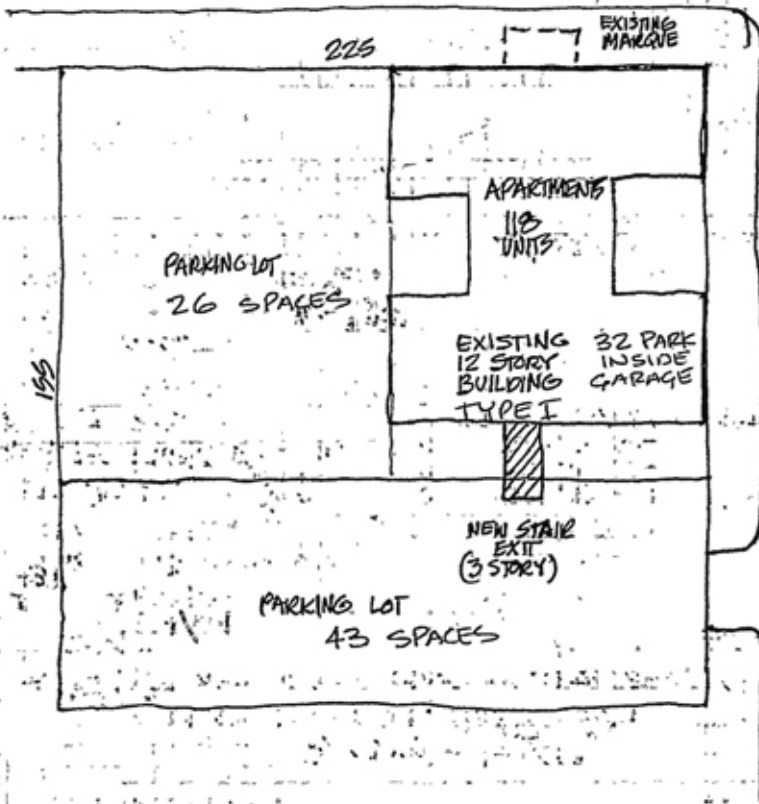 EXISTING
MARQUE
225
APARTMENTS
118
UNITS
PARKING LOT
26 SPACES
155
EXISTING
12 STORY
BUILDING
TYPE I
32 PARK
INSIDE
GARAGE
NEW STAIR
EXIT
(3 STORY)
PARKING LOT
43 SPACES